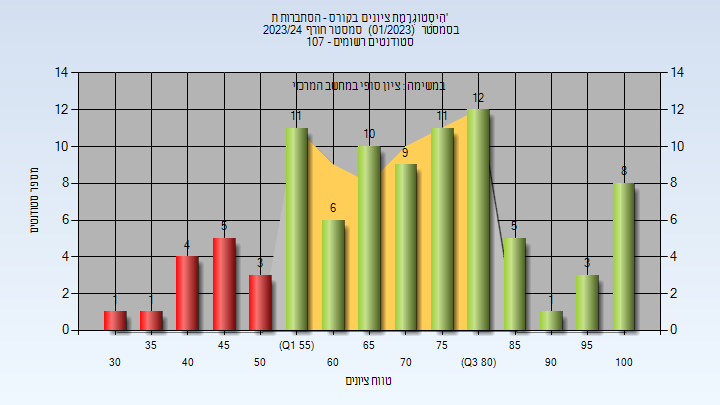 היסטוגרמת ציונים בקורס - הסתברות ת'
בסמסטר (01/2023) סמסטר חורף 2023/24
סטודנטים רשומים - 107
במשימה : ציון סופי במחשב המרכזי
14 14
12 12
10 10
8 8
6 6
4 4
2 2
0 0
1 1 4 5 3 11 6 10 9 11 12 5 1 3 8
מספר סטודנטים
35 45 (Q1 55) 65 75 85 95
30 40 50 60 70 (Q3 80) 90 100
טווח ציונים